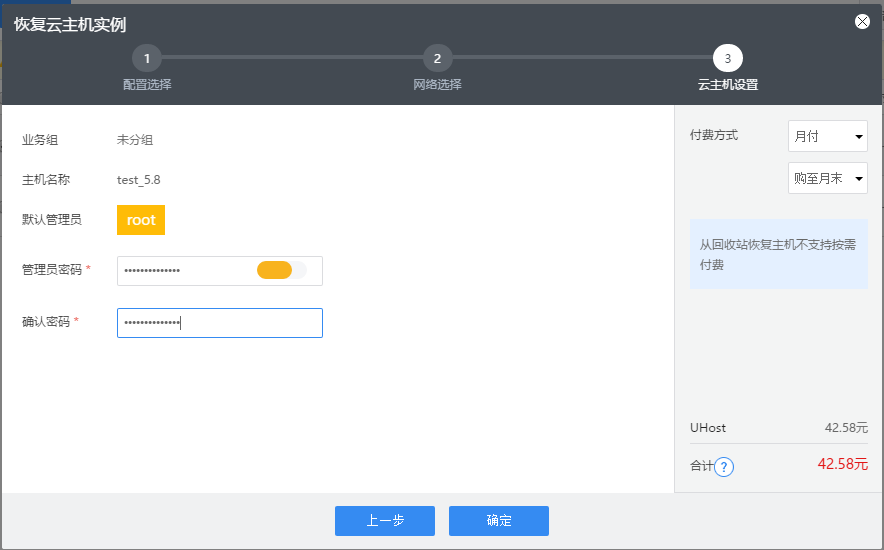 恢复云主机实例
1
2
3
配置选择
网络选择
云主机设置
业务组
未分组
主机名称
test_5.8
默认管理员
root
管理员密码 *
••••••••••••••
确认密码 *
••••••••••••••
付费方式
月付
购至月末
从回收站恢复主机不支持按需
付费
UHost
42.58元
合计 ?
42.58元
上一步
确定